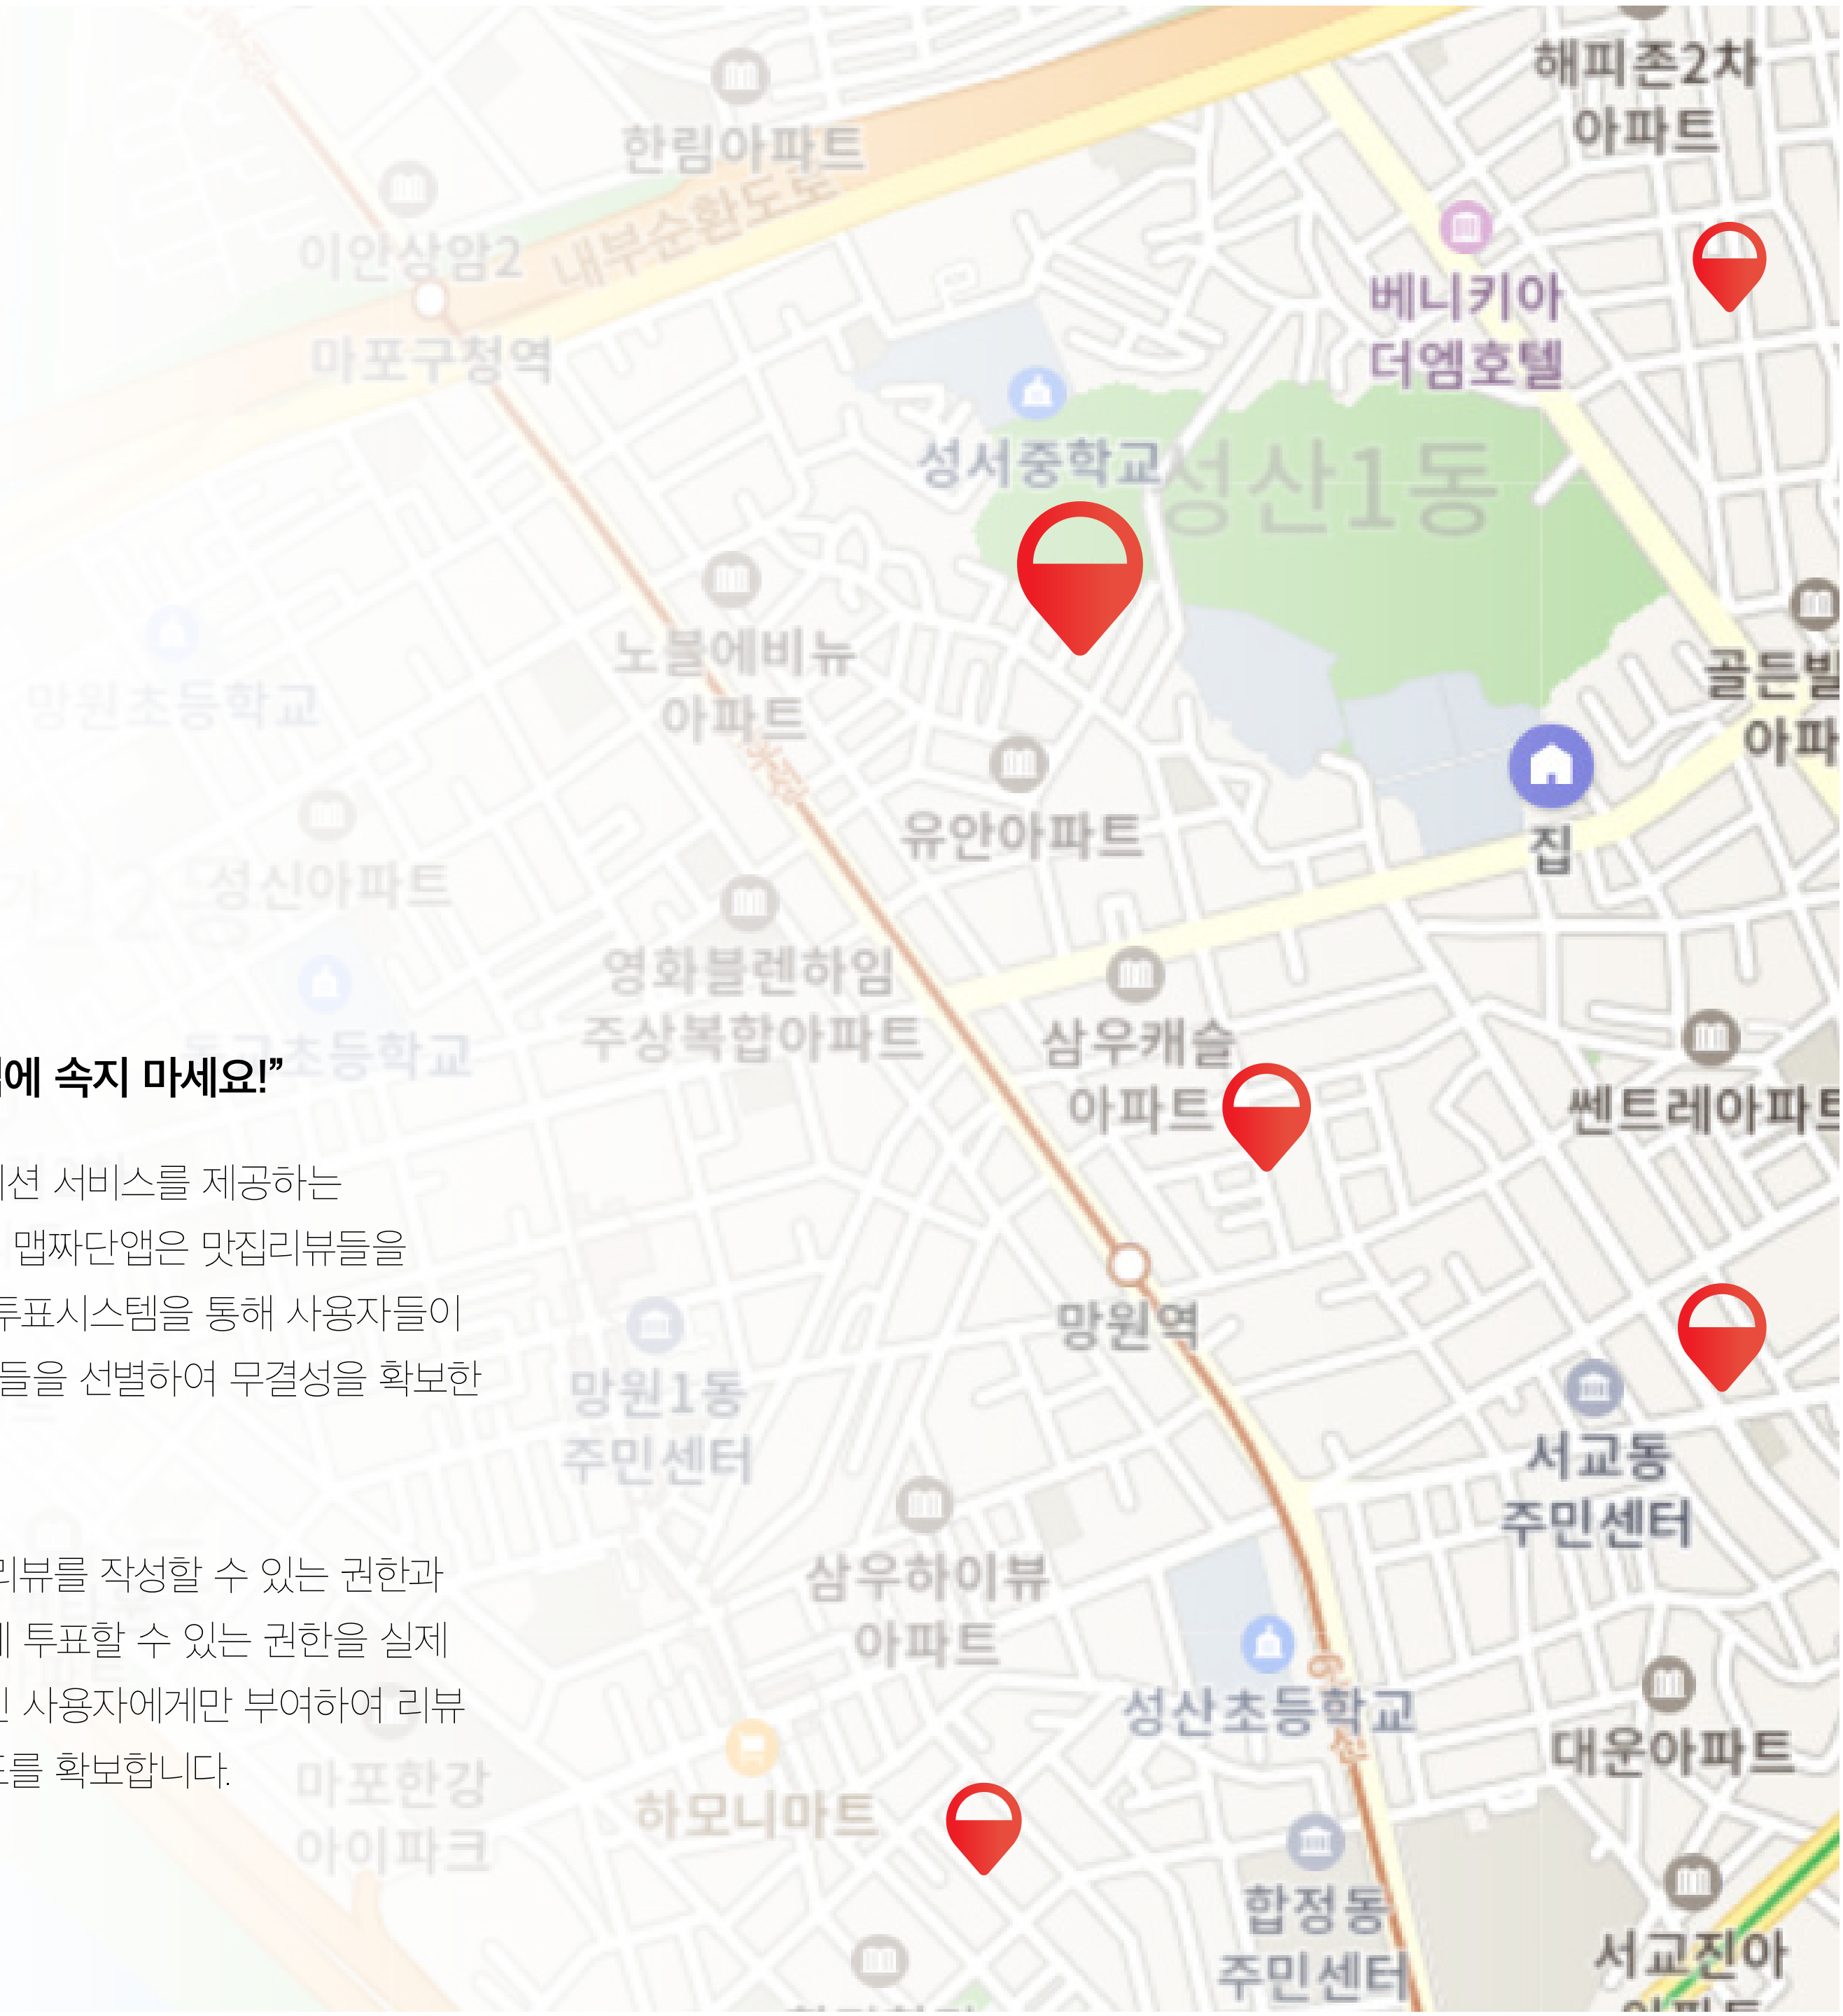 해피존2차
아파트
한림아파트
이안상암2
내부순환도로
마포구청역
베니키아
더엠호텔
성서중학교
성산1동
노블에비뉴
아파트
망원초등학교
골든빌
아파
유안아파트
집
성신아파트
영화블렌하임
주상복합아파트
삼우캐슬
아파트
쎈트레아파트
초등학교
에 속지 마세요!”
션 서비스를 제공하는
맵짜단앱은 맛집리뷰들을
투표시스템을 통해 사용자들이
들을 선별하여 무결성을 확보한
망원역
망원1동
주민센터
서교동
주민센터
리뷰를 작성할 수 있는 권한과
투표할 수 있는 권한을 실제
사용자에게만 부여하여 리뷰
를 확보합니다.
삼우하이뷰
아파트
성산초등학교
대운아파트
마포한강
아이파크
하모니마트
합정동
주민센터
서교진아